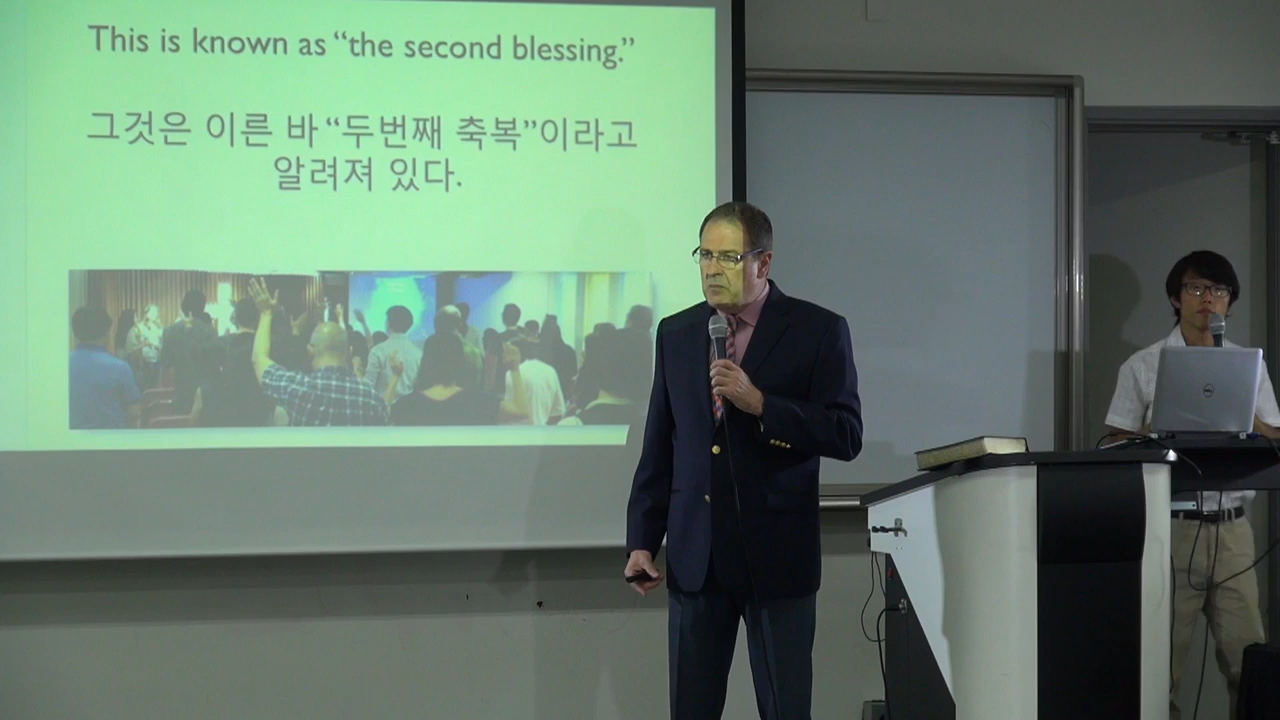 This is known as “the second blessing.”
그것은 이른 바 “두번째 축복”이라고
알려져 있다.
DELL